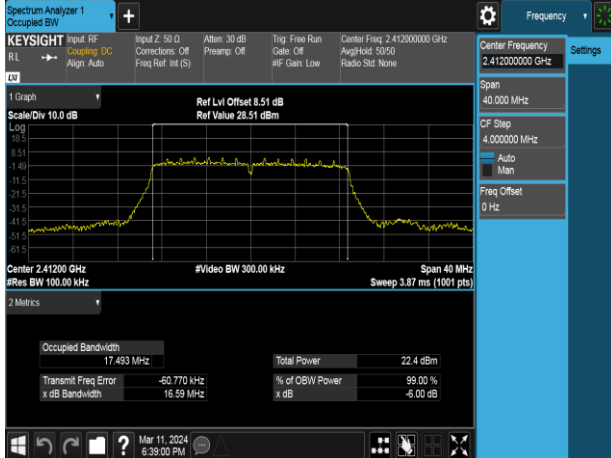 Spectrum Analyzer 1
Occupied BW
Frequency
KEYSIGHT
RL
LXI
Input: RF
Coupling: DC
Align: Auto
Input Z: 50 Ω
Corrections: Off
Freq Ref: Int (S)
Atten: 30 dB
Preamp: Off
Trig: Free Run
Gate: Off
#IF Gain: Low
Center Freq: 2.412000000 GHz
Avg|Hold: 50/50
Radio Std: None
Center Frequency
2.412000000 GHz
Settings
Span
40.000 MHz
CF Step
4.000000 MHz
Auto
Man
Freq Offset
0 Hz
1 Graph
Scale/Div 10.0 dB
Ref Lvl Offset 8.51 dB
Ref Value 28.51 dBm
Log
18.5
8.51
-1.49
-11.5
-21.5
-31.5
-41.5
-51.5
-61.5
Center 2.41200 GHz
#Res BW 100.00 kHz
#Video BW 300.00 kHz
Span 40 MHz
Sweep 3.87 ms (1001 pts)
2 Metrics
Occupied Bandwidth
17.493 MHz
Total Power 22.4 dBm
Transmit Freq Error -60.770 kHz
% of OBW Power 99.00 %
x dB Bandwidth 16.59 MHz
x dB -6.00 dB
?
Mar 11, 2024
6:39:00 PM